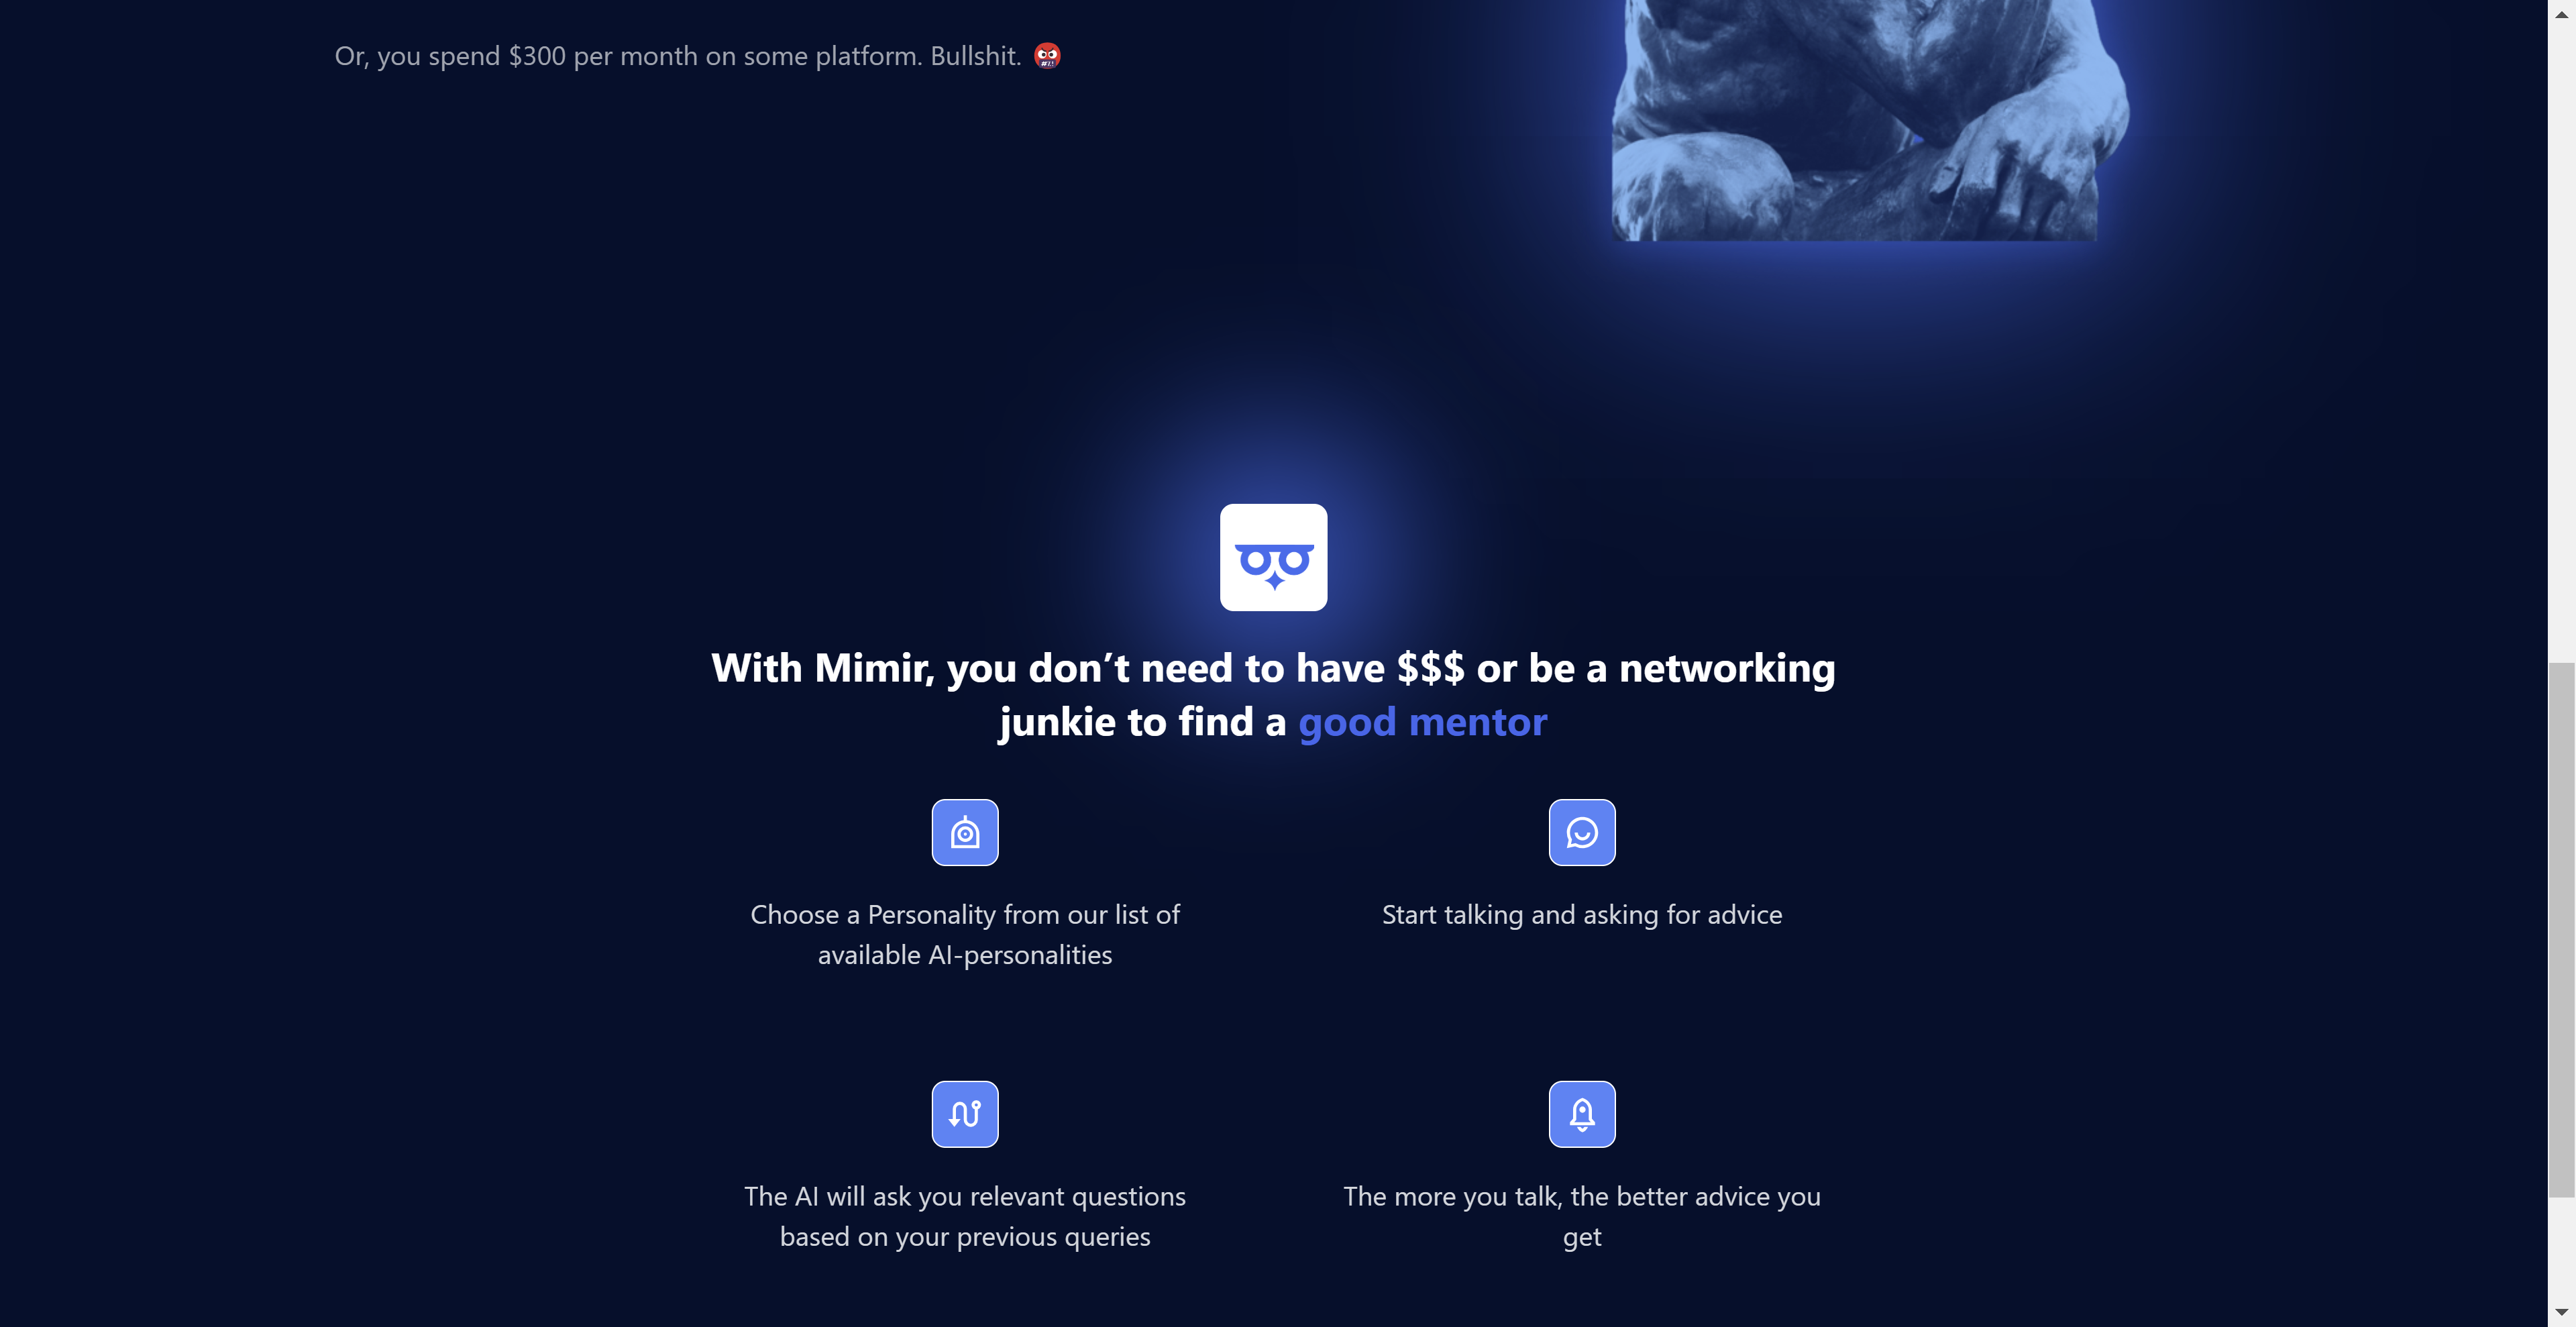 Or, you spend $300 per month on some platform. Bullshit. 🤬
With Mimir, you don’t need to have $$$ or be a networking
junkie to find a good mentor
Choose a Personality from our list of
available AI-personalities
Start talking and asking for advice
The AI will ask you relevant questions
based on your previous queries
The more you talk, the better advice you
get